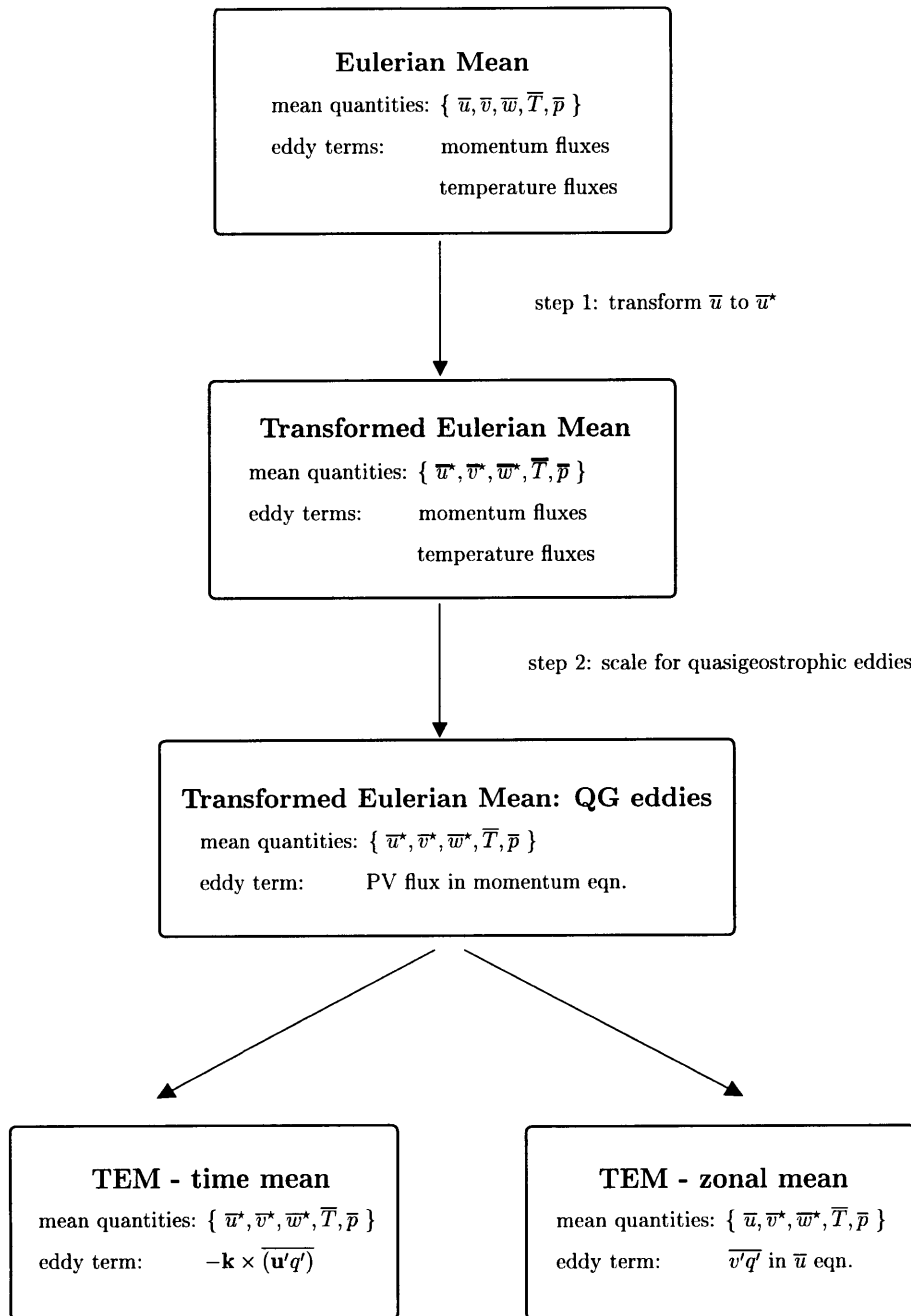 Eulerian Mean
mean quantities: { u̅, v̅, w̅, T̅, p̅ }
eddy terms: momentum fluxes
temperature fluxes
step 1: transform u̅ to u̅*
Transformed Eulerian Mean
mean quantities: { u̅*, v̅*, w̅*, T̅, p̅ }
eddy terms: momentum fluxes
temperature fluxes
step 2: scale for quasigeostrophic eddies
Transformed Eulerian Mean: QG eddies
mean quantities: { u̅*, v̅*, w̅*, T̅, p̅ }
eddy term: PV flux in momentum eqn.
TEM - time mean
mean quantities: { u̅*, v̅*, w̅*, T̅, p̅ }
eddy term: −k × \overline{(u′q′)}
TEM - zonal mean
mean quantities: { u̅, v̅*, w̅*, T̅, p̅ }
eddy term: \overline{v′q′} in u̅ eqn.